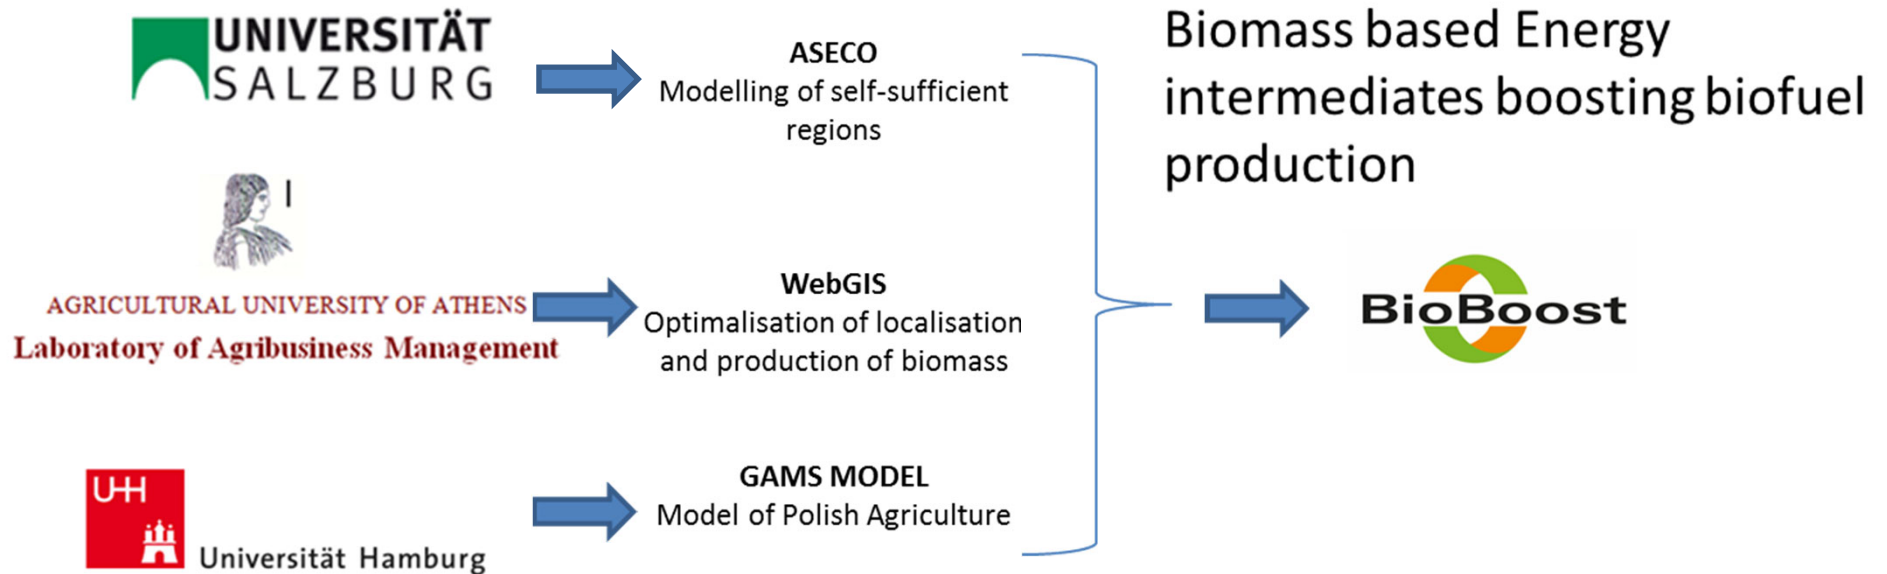 UNIVERSITÄT
SALZBURG
ASECO
Modelling of self-sufficient
regions
Biomass based Energy
intermediates boosting biofuel
production
AGRICULTURAL UNIVERSITY OF ATHENS
Laboratory of Agribusiness Management
WebGIS
Optimalisation of localisation
and production of biomass
BioBoost
UHH
Universität Hamburg
GAMS MODEL
Model of Polish Agriculture